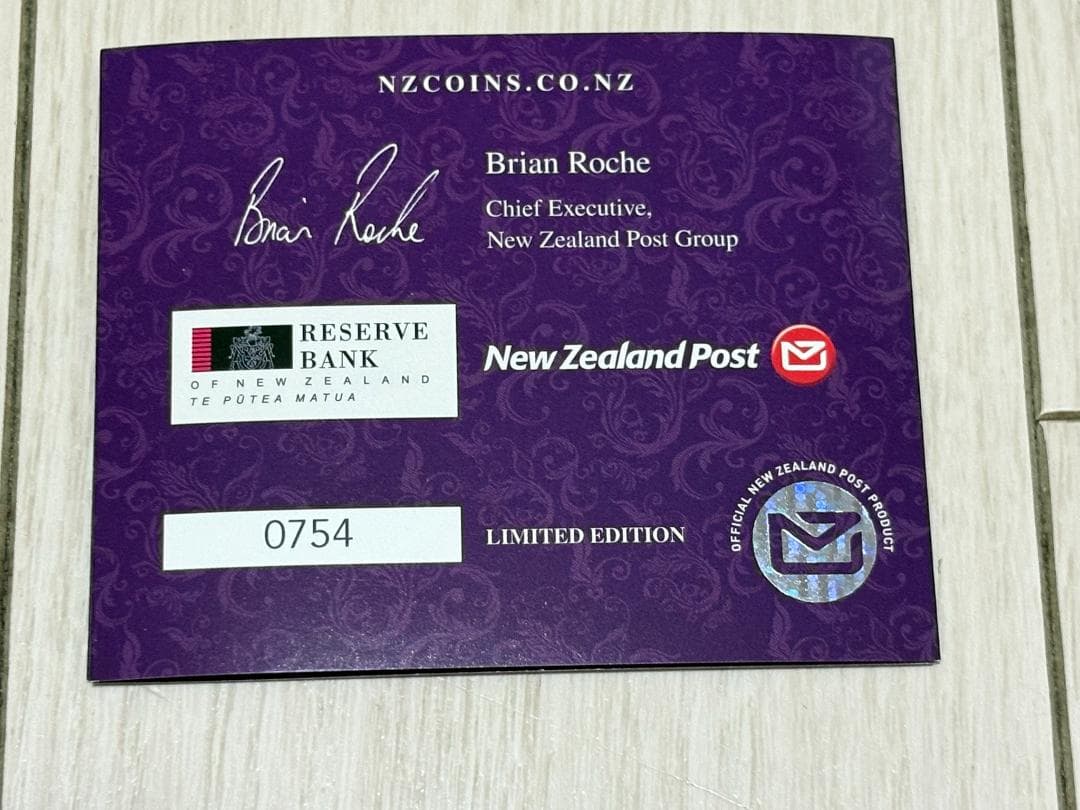 NZCOINS.CO.NZ
Brian Roche
Brian Roche
Chief Executive,
New Zealand Post Group
RESERVE
BANK
OF NEW ZEALAND
TE PŪTEA MATUA
New Zealand Post
0754
LIMITED EDITION
OFFICIAL NEW ZEALAND POST PRODUCT